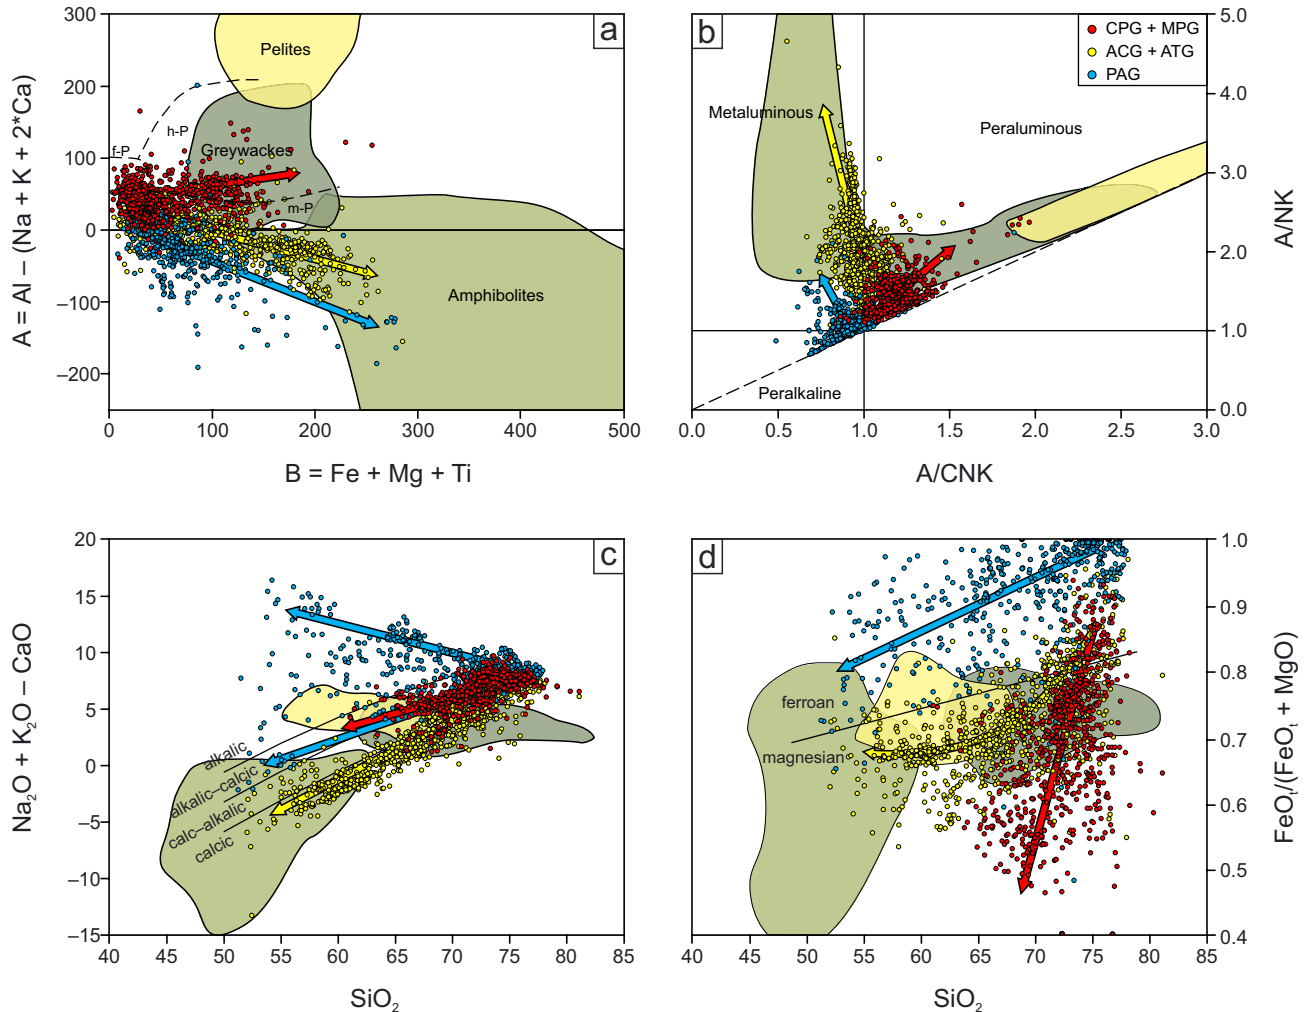 a
300
200
100
0
–100
–200
A = Al – (Na + K + 2*Ca)
Pelites
h-P
f-P
Greywackes
m-P
Amphibolites
0
100
200
300
400
500
B = Fe + Mg + Ti
b
CPG + MPG
ACG + ATG
PAG
Metaluminous
Peraluminous
Peralkaline
5.0
4.0
3.0
2.0
1.0
0.0
A/NK
0.0
0.5
1.0
1.5
2.0
2.5
3.0
A/CNK
c
20
15
10
5
0
–5
–10
–15
Na₂O + K₂O – CaO
alkalic
alkalic–calcic
calc–alkalic
calcic
40
45
50
55
60
65
70
75
80
85
SiO₂
d
ferroan
magnesian
1.0
0.9
0.8
0.7
0.6
0.5
0.4
FeOₜ/(FeOₜ + MgO)
40
45
50
55
60
65
70
75
80
85
SiO₂